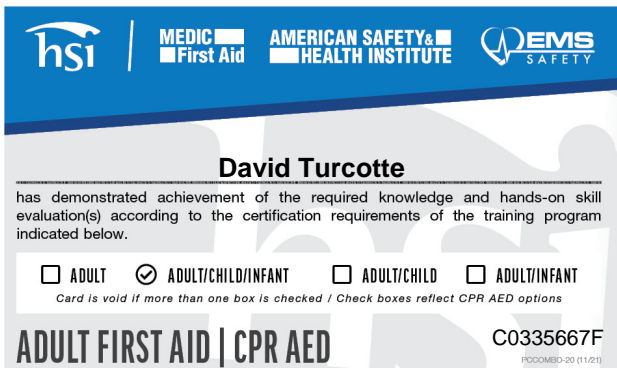 hsi
MEDIC First Aid
AMERICAN SAFETY& HEALTH INSTITUTE
EMS SAFETY
David Turcotte
has demonstrated achievement of the required knowledge and hands-on skill
evaluation(s) according to the certification requirements of the training program
indicated below.
ADULT ADULT/CHILD/INFANT ADULT/CHILD ADULT/INFANT
Card is void if more than one box is checked / Check boxes reflect CPR AED options
ADULT FIRST AID | CPR AED
C0335667F
PCCOMBO-20 (11/21)